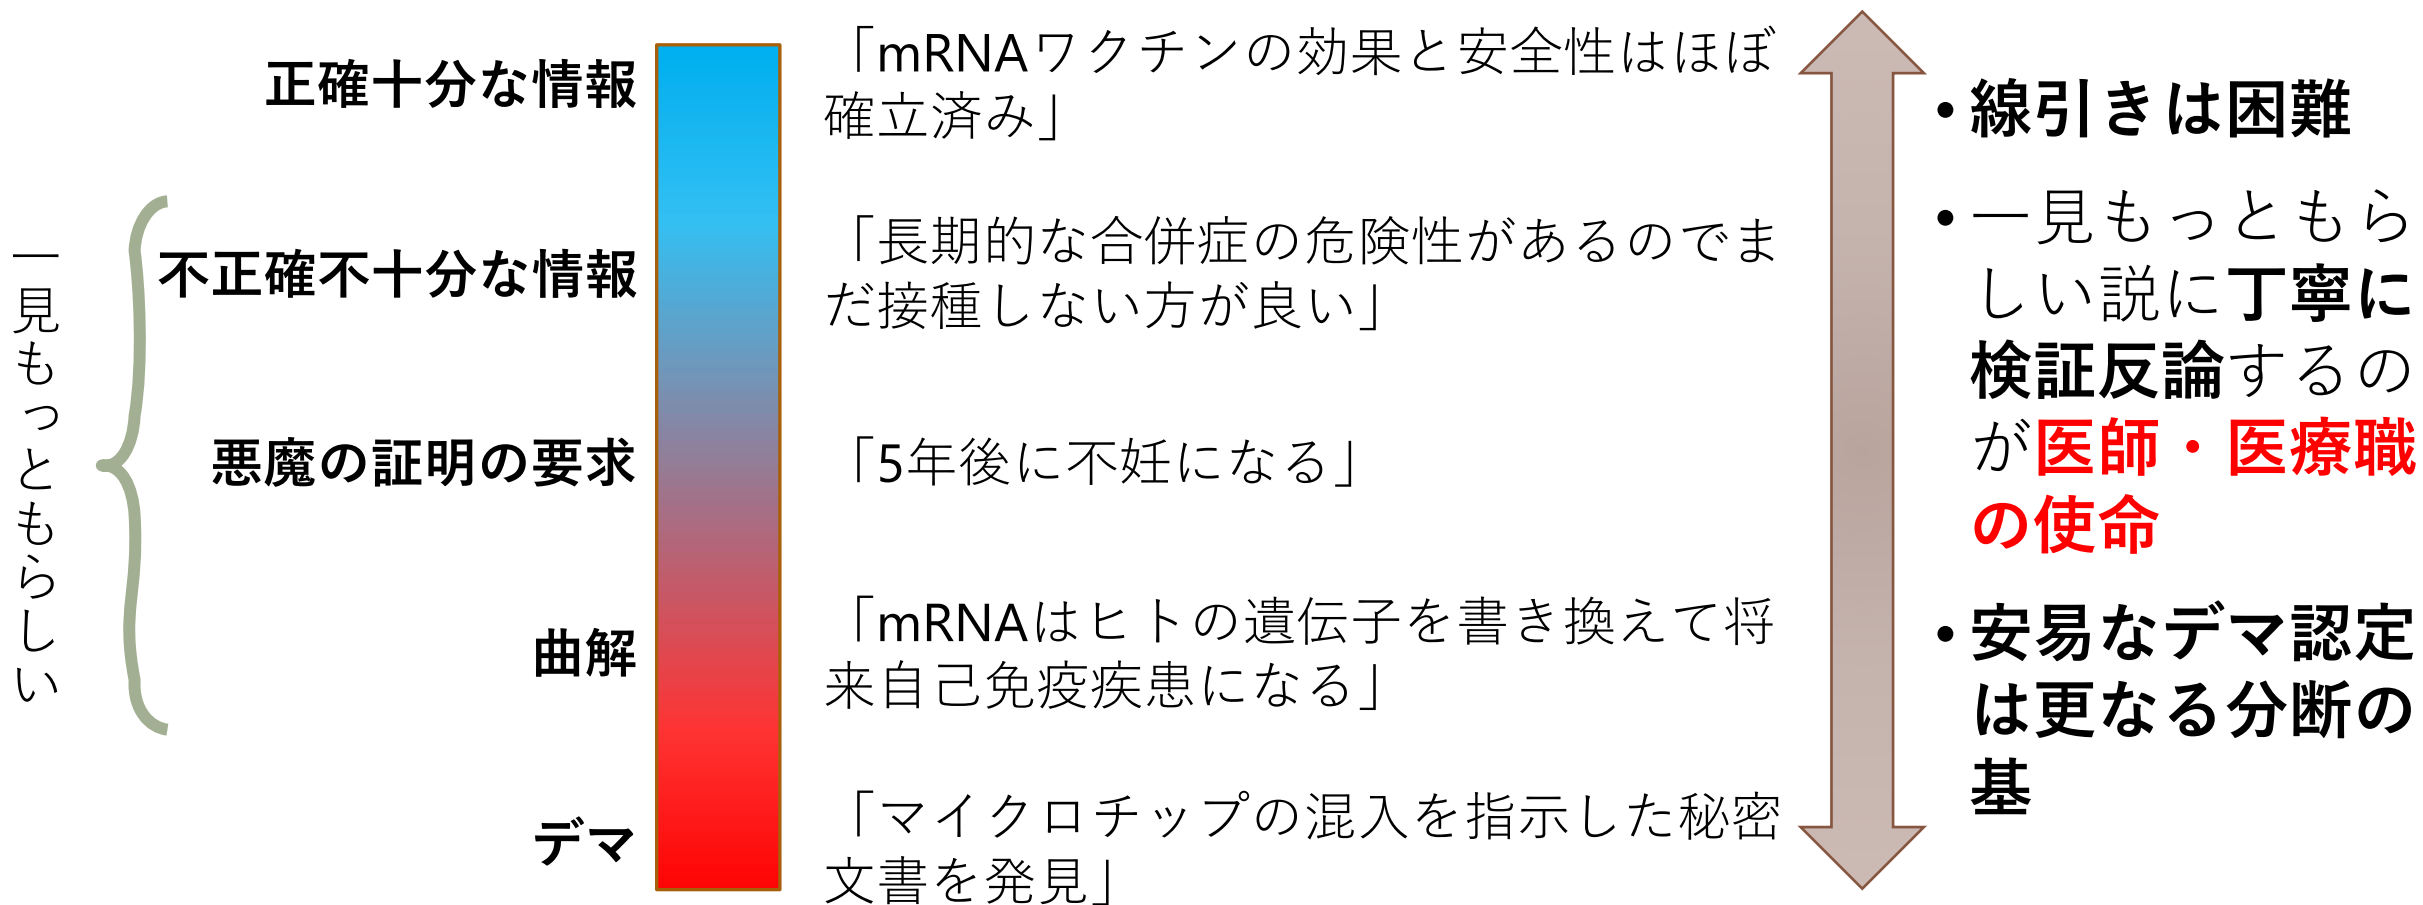 一見もっともらしい
正確十分な情報
不正確不十分な情報
悪魔の証明の要求
曲解
デマ
「mRNAワクチンの効果と安全性はほぼ
確立済み」
「長期的な合併症の危険性があるのでま
だ接種しない方が良い」
「5年後に不妊になる」
「mRNAはヒトの遺伝子を書き換えて将
来自己免疫疾患になる」
「マイクロチップの混入を指示した秘密
文書を発見」
•線引きは困難
•一見もっともら
しい説に丁寧に
検証反論するの
が医師・医療職
の使命
•安易なデマ認定
は更なる分断の
基